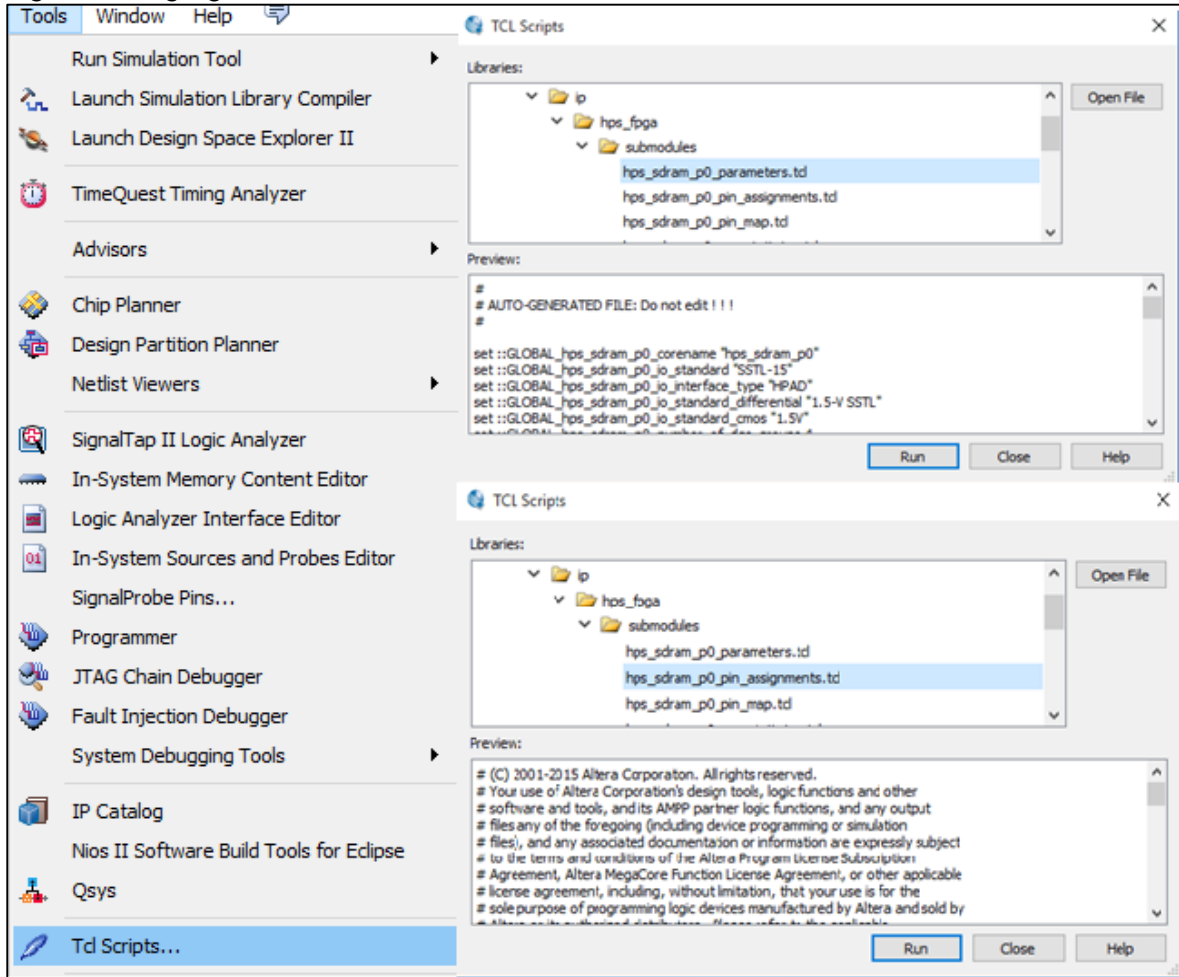 Tools Window Help
Run Simulation Tool
Launch Simulation Library Compiler
Launch Design Space Explorer II
TimeQuest Timing Analyzer
Advisors
Chip Planner
Design Partition Planner
Netlist Viewers
SignalTap II Logic Analyzer
In-System Memory Content Editor
Logic Analyzer Interface Editor
In-System Sources and Probes Editor
SignalProbe Pins...
Programmer
JTAG Chain Debugger
Fault Injection Debugger
System Debugging Tools
IP Catalog
Nios II Software Build Tools for Eclipse
Qsys
Tcl Scripts...
TCL Scripts
Libraries:
ip
hps_fpga
submodules
hps_sdram_p0_parameters.tcl
hps_sdram_p0_pin_assignments.tcl
hps_sdram_p0_pin_map.tcl
Open File
Preview:
#
# AUTO-GENERATED FILE: Do not edit ! ! !
#
set ::GLOBAL_hps_sdram_p0_corename "hps_sdram_p0"
set ::GLOBAL_hps_sdram_p0_io_standard "SSTL-15"
set ::GLOBAL_hps_sdram_p0_io_interface_type "HPAD"
set ::GLOBAL_hps_sdram_p0_io_standard_differential "1.5-V SSTL"
set ::GLOBAL_hps_sdram_p0_io_standard_cmos "1.5V"
Run Close Help
TCL Scripts
Libraries:
ip
hps_fpga
submodules
hps_sdram_p0_parameters.tcl
hps_sdram_p0_pin_assignments.tcl
hps_sdram_p0_pin_map.tcl
Open File
Preview:
# (C) 2001-2015 Altera Corporaton. All rights reserved.
# Your use of Altera Corporation's design tools, logic functions and other
# software and tools, and its AMPP partner logic functions, and any output
# files any of the foregoing (including device programming or simulation
# files), and any associated documentation or information are expressly subject
# to the terms and conditions of the Altera Program License Subscription
# Agreement, Altera MegaCore Function License Agreement, or other applicable
# license agreement, including, without limitation, that your use is for the
# sole purpose of programming logic devices manufactured by Altera and sold by
Run Close Help